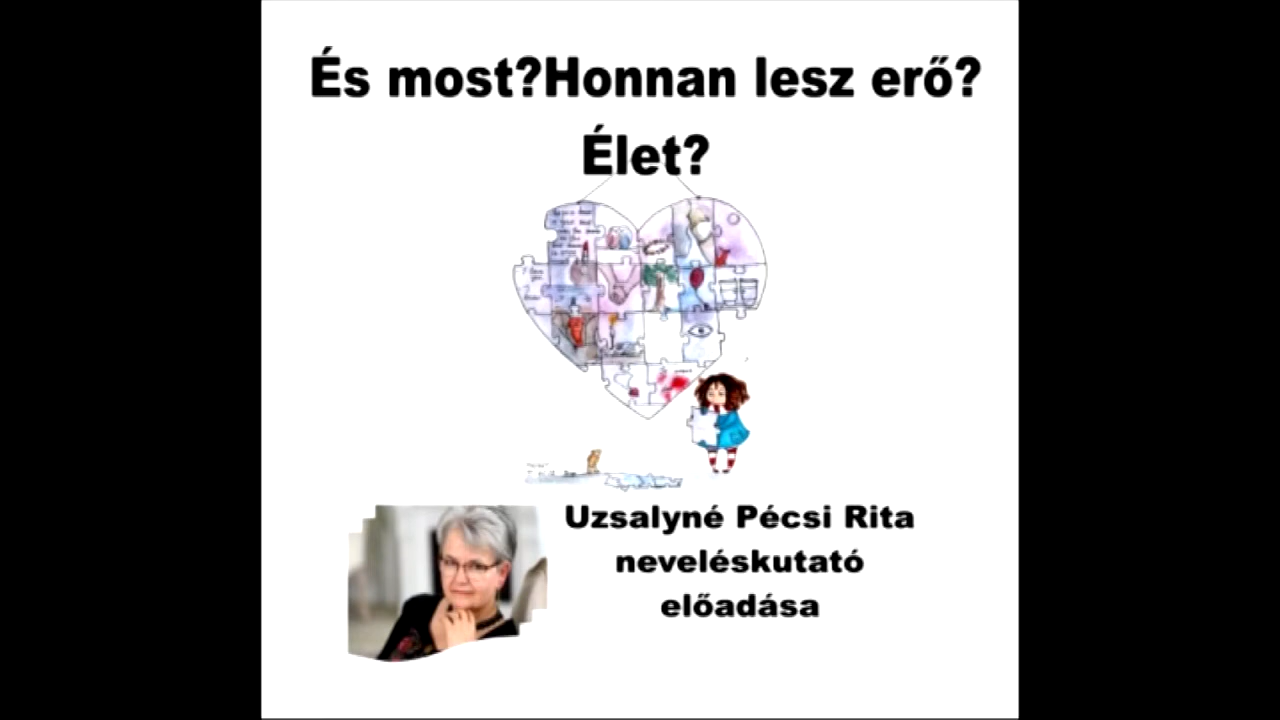 És most?Honnan lesz erő?
Élet?
Uzsalyné Pécsi Rita
neveléskutató
előadása